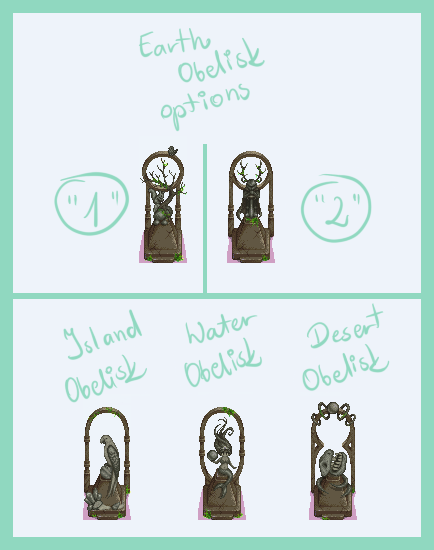 Earth
Obelisk
options
"1"
"2"
Island
Obelisk
Water
Obelisk
Desert
Obelisk